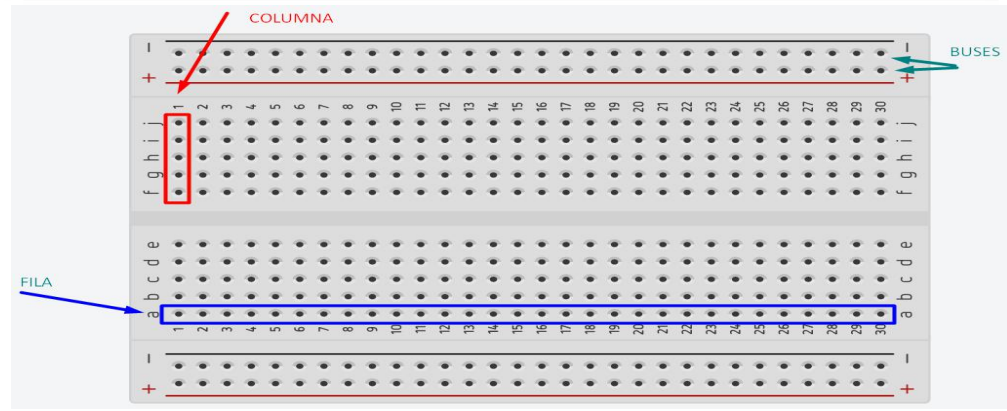 COLUMNA
BUSES
- -
+ +
1 2 3 4 5 6 7 8 9 10 11 12 13 14 15 16 17 18 19 20 21 22 23 24 25 26 27 28 29 30
j j
i i
h h
g g
f f
e e
d d
c c
FILA
b b
a a
1 2 3 4 5 6 7 8 9 10 11 12 13 14 15 16 17 18 19 20 21 22 23 24 25 26 27 28 29 30
- -
+ +